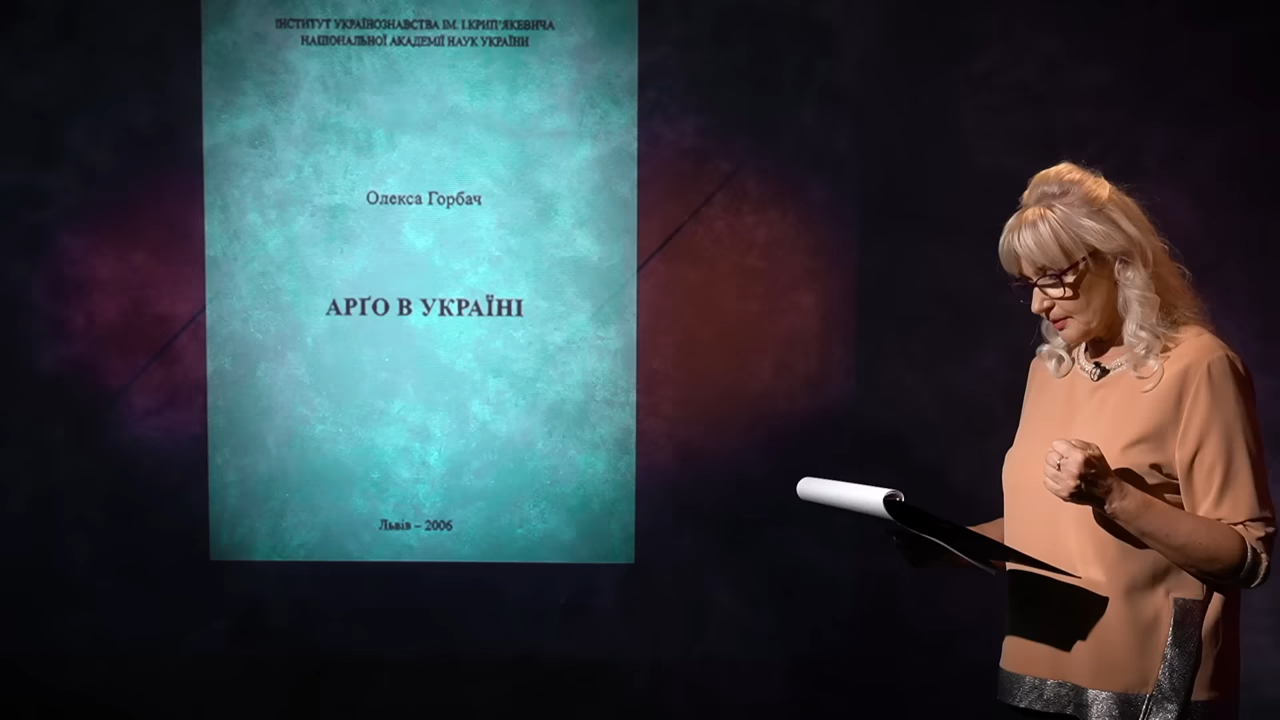 ІНСТИТУТ УКРАЇНОЗНАВСТВА ІМ. І.КРИП'ЯКЕВИЧА
НАЦІОНАЛЬНОЇ АКАДЕМІЇ НАУК УКРАЇНИ
Олекса Горбач
АРҐО В УКРАЇНІ
Львів – 2006